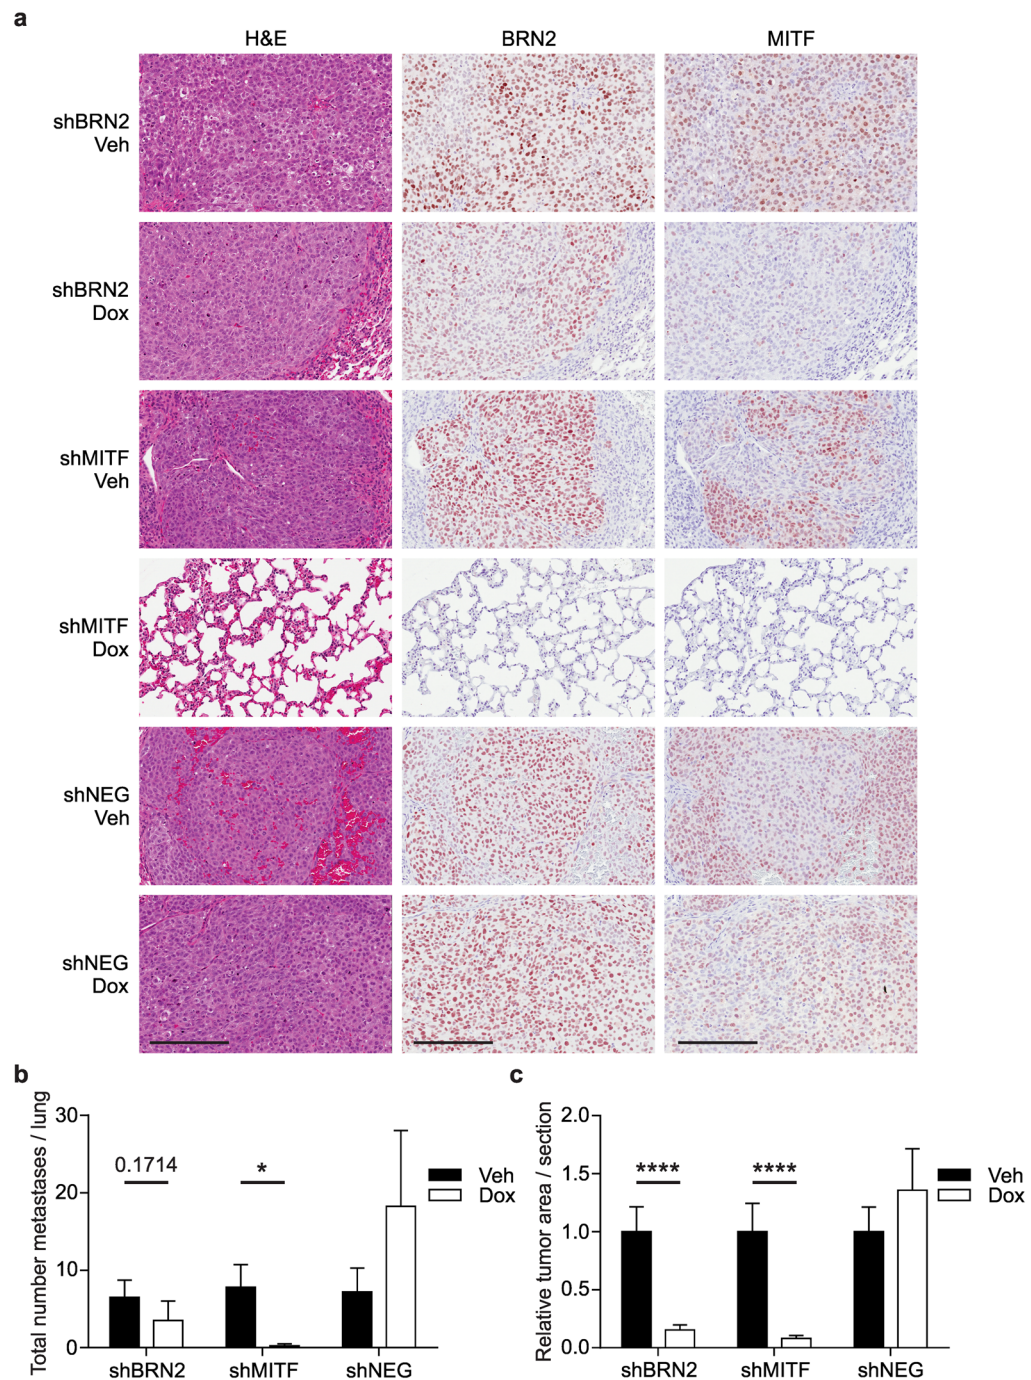 a
H&E BRN2 MITF
shBRN2
Veh
shBRN2
Dox
shMITF
Veh
shMITF
Dox
shNEG
Veh
shNEG
Dox
b
Total number metastases / lung
30
20
10
0
0.1714
*
Veh
Dox
shBRN2 shMITF shNEG
c
Relative tumor area / section
2.0
1.5
1.0
0.5
0.0
**** ****
Veh
Dox
shBRN2 shMITF shNEG